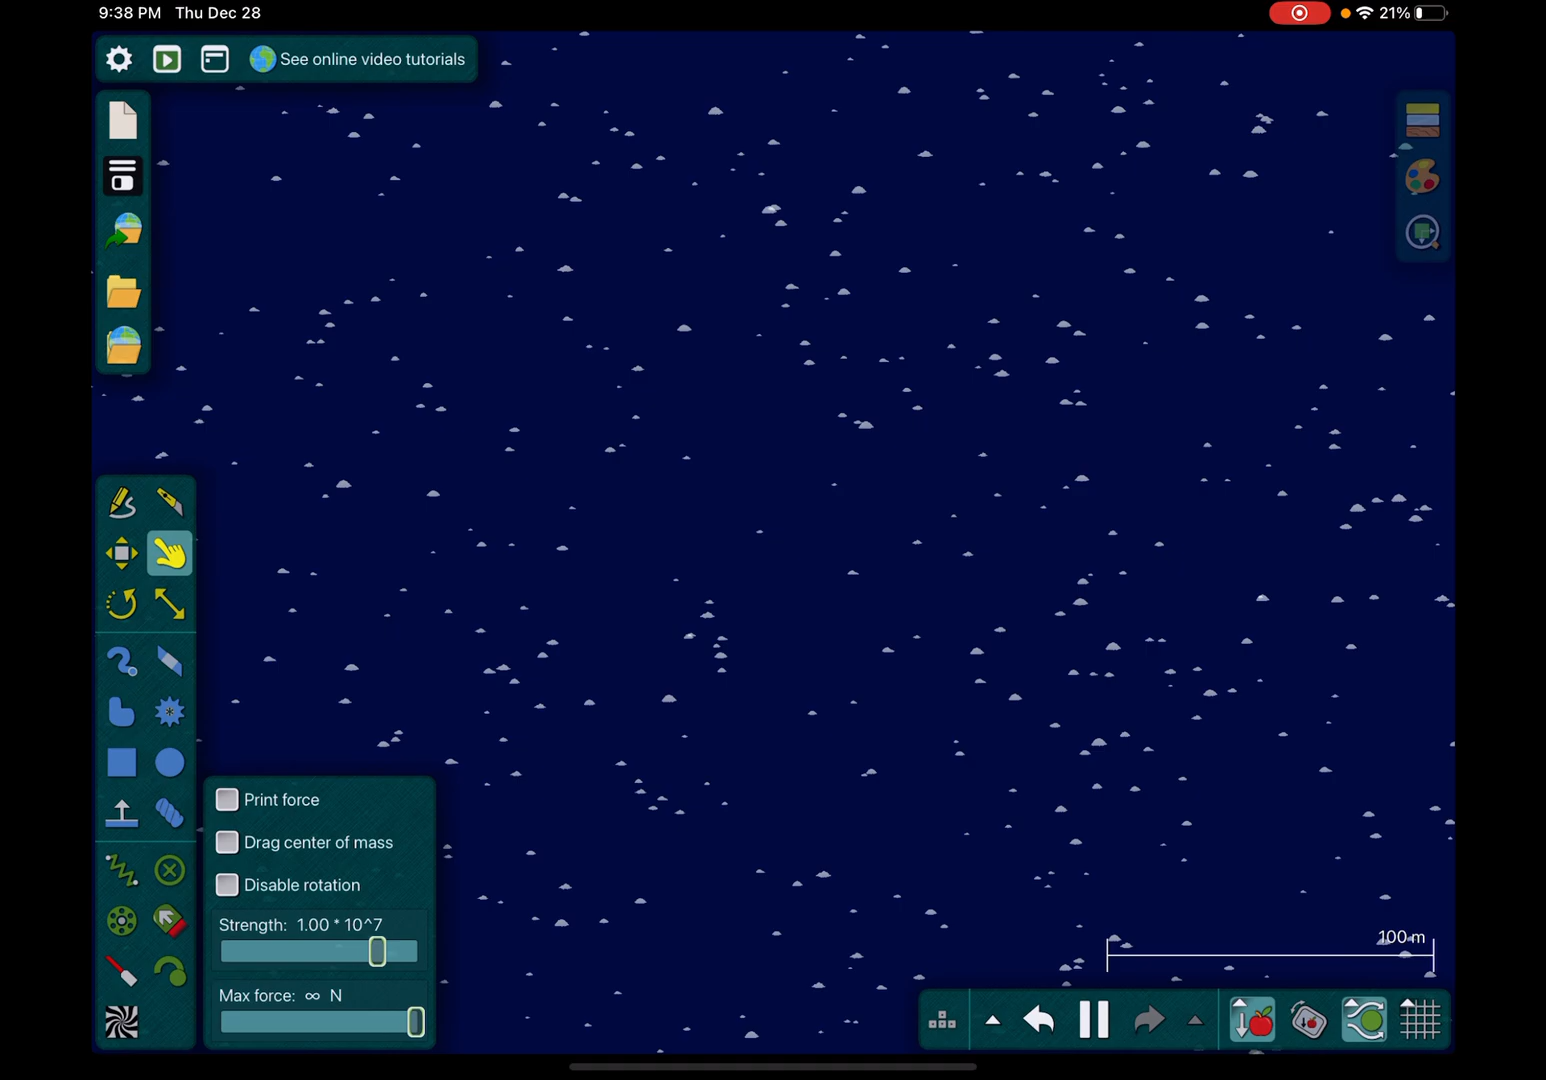 9:38 PM Thu Dec 28
21%
See online video tutorials
Print force
Drag center of mass
Disable rotation
Strength: 1.00 * 10^7
Max force: ∞ N
100 m